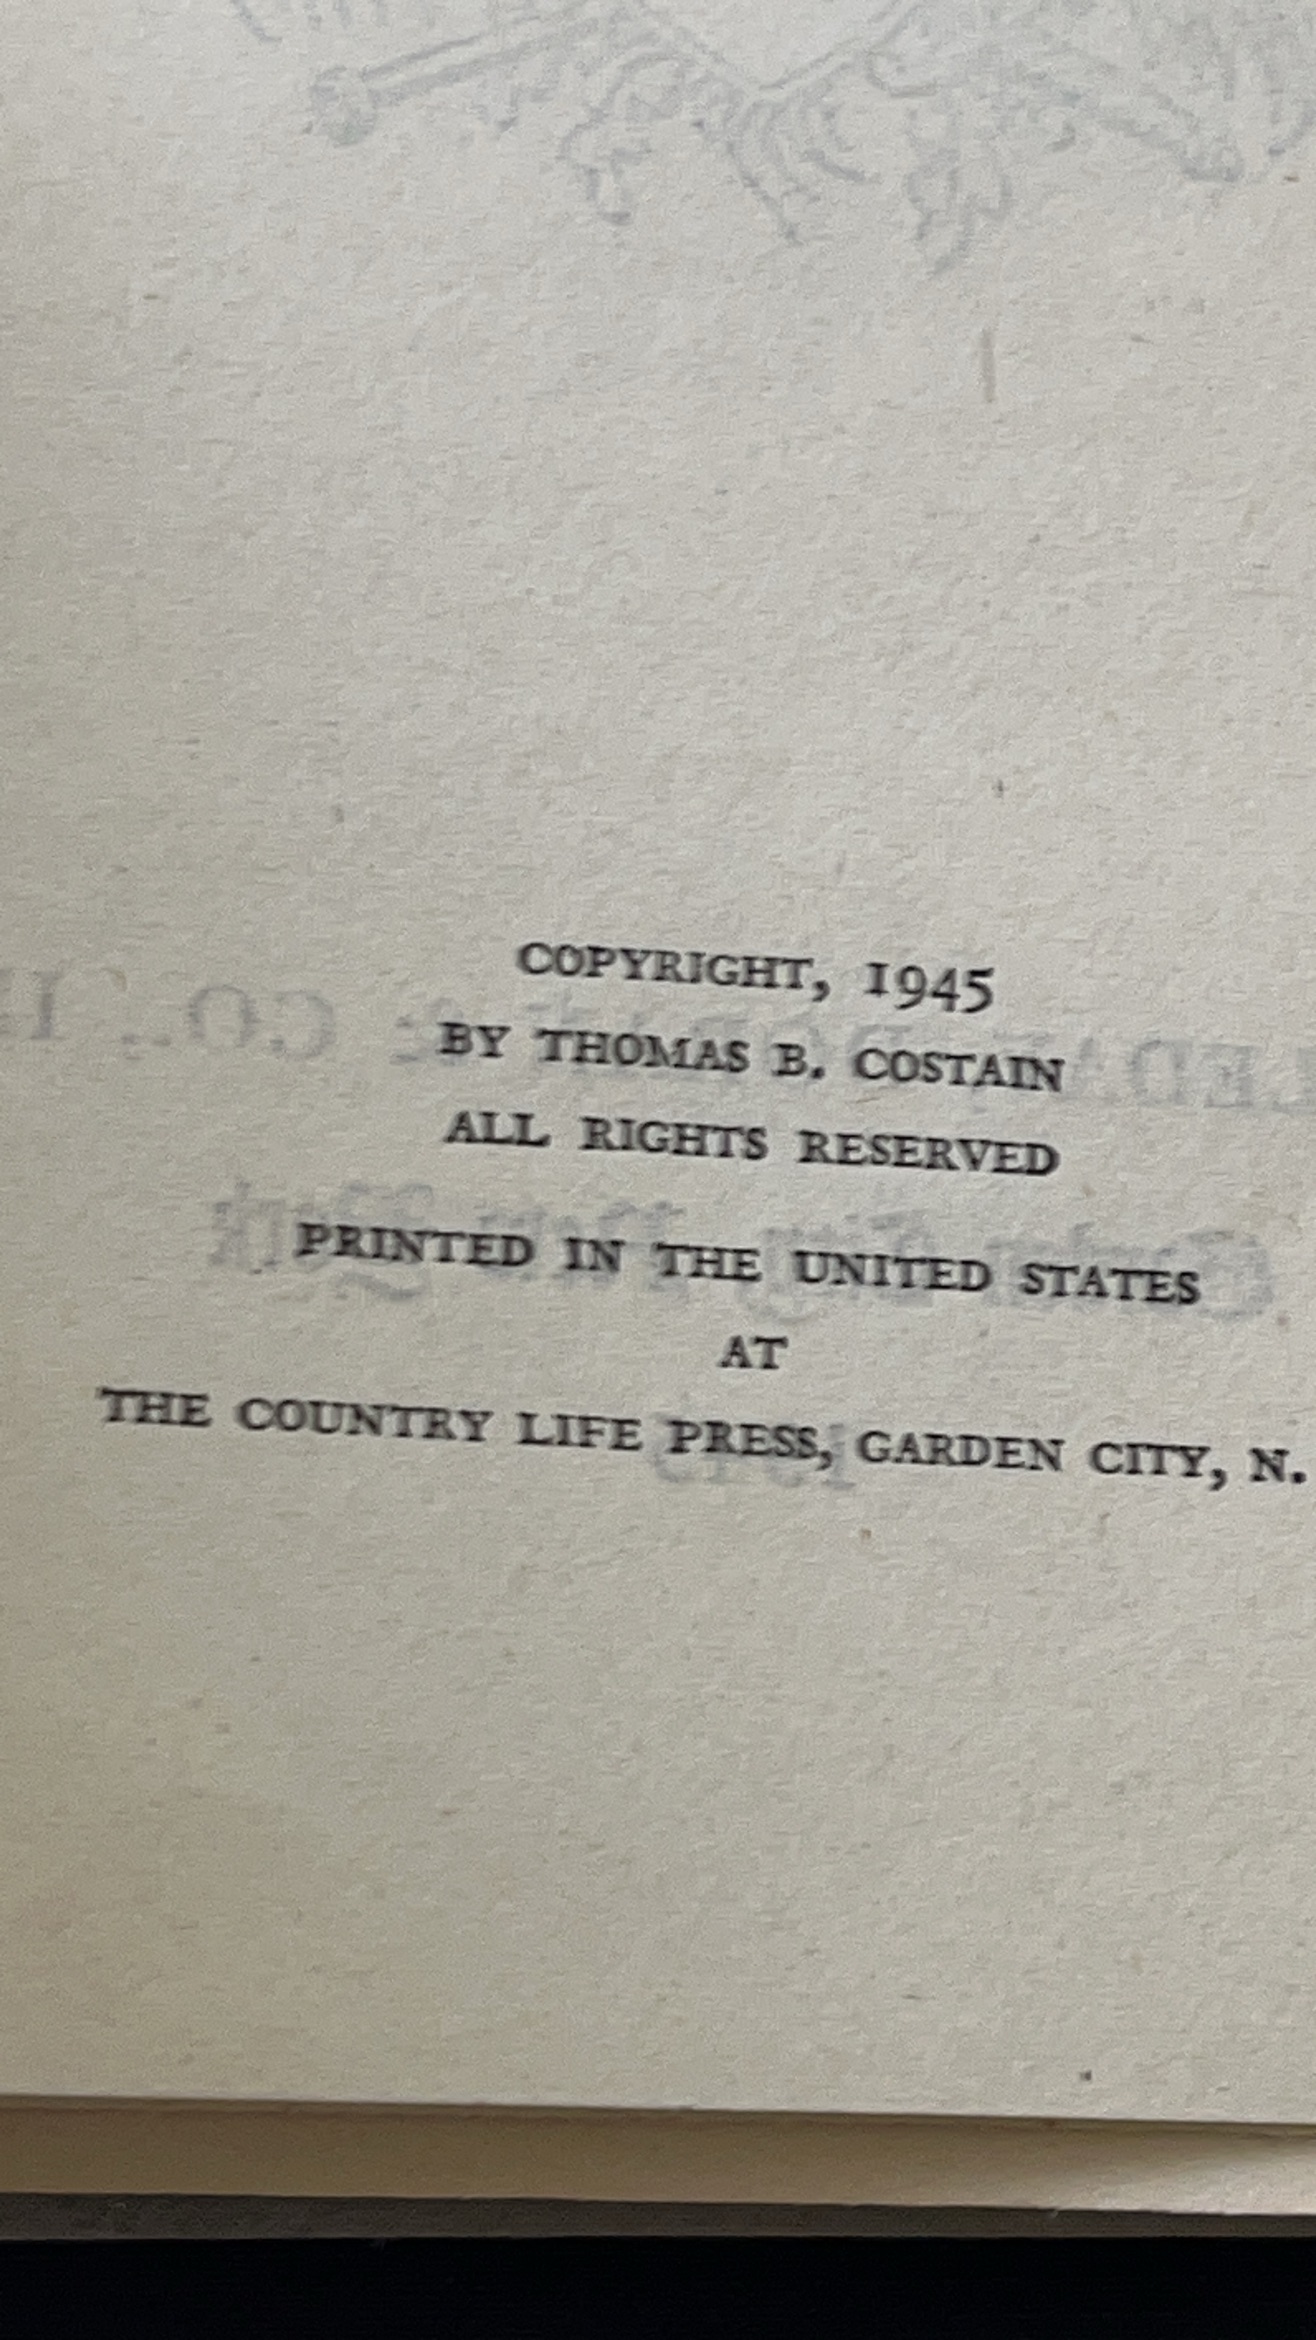 COPYRIGHT, 1945
BY THOMAS B. COSTAIN
ALL RIGHTS RESERVED
PRINTED IN THE UNITED STATES
AT
THE COUNTRY LIFE PRESS, GARDEN CITY, N.